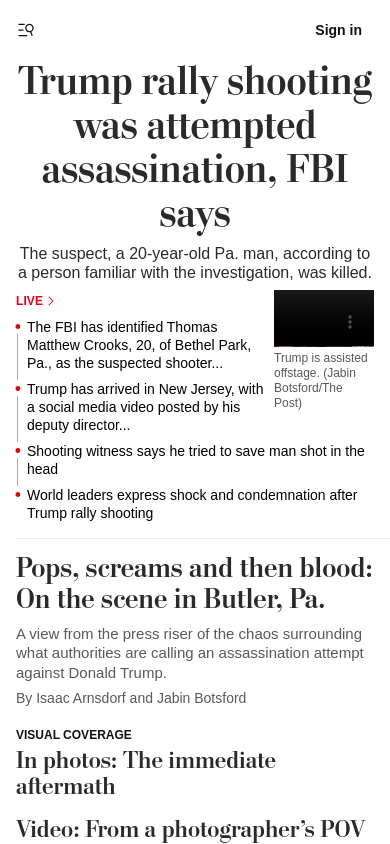 Sign in
Trump rally shooting
was attempted
assassination, FBI
says
The suspect, a 20-year-old Pa. man, according to
a person familiar with the investigation, was killed.
LIVE
The FBI has identified Thomas
Matthew Crooks, 20, of Bethel Park,
Pa., as the suspected shooter...
Trump has arrived in New Jersey, with
a social media video posted by his
deputy director...
Shooting witness says he tried to save man shot in the
head
World leaders express shock and condemnation after
Trump rally shooting
Trump is assisted
offstage. (Jabin
Botsford/The
Post)
Pops, screams and then blood:
On the scene in Butler, Pa.
A view from the press riser of the chaos surrounding
what authorities are calling an assassination attempt
against Donald Trump.
By Isaac Arnsdorf and Jabin Botsford
VISUAL COVERAGE
In photos: The immediate
aftermath
Video: From a photographer’s POV